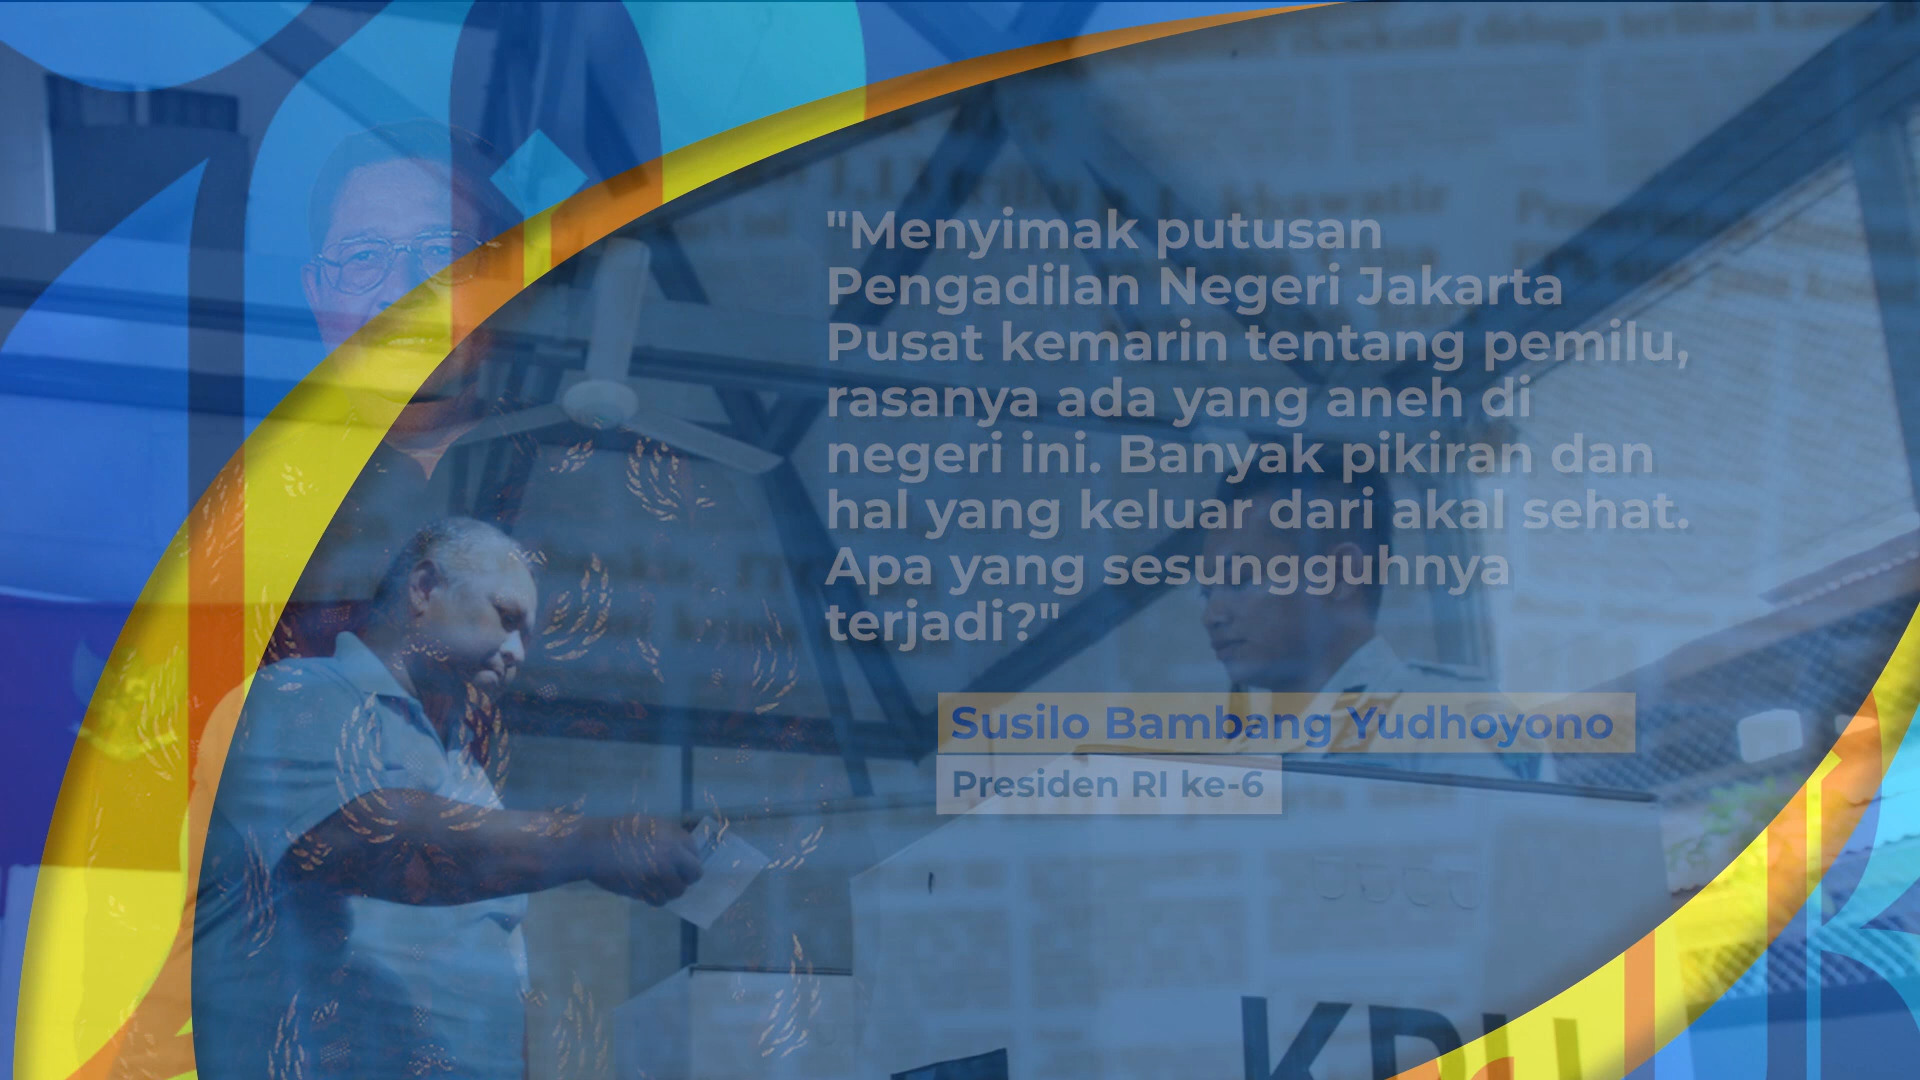 "Menyimak putusan
Pengadilan Negeri Jakarta
Pusat kemarin tentang pemilu,
rasanya ada yang aneh di
negeri ini. Banyak pikiran dan
hal yang keluar dari akal sehat.
Apa yang sesungguhnya
terjadi?"
Susilo Bambang Yudhoyono
Presiden RI ke-6
KPU